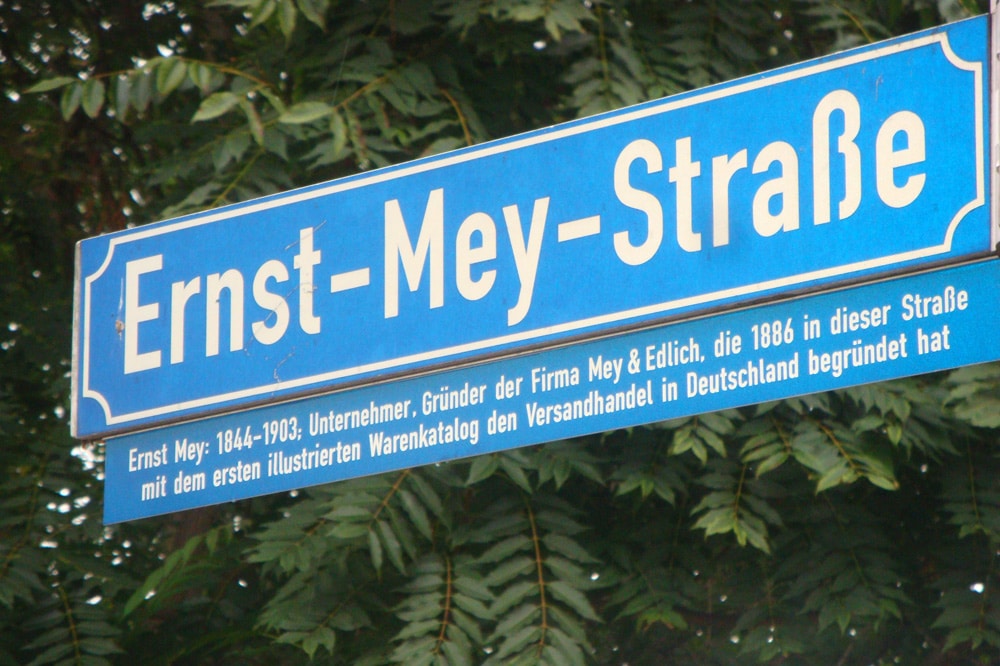 Ernst-Mey-Straße
Ernst Mey: 1844-1903; Unternehmer, Gründer der Firma Mey & Edlich, die 1886 in dieser Straße
mit dem ersten illustrierten Warenkatalog den Versandhandel in Deutschland begründet hat